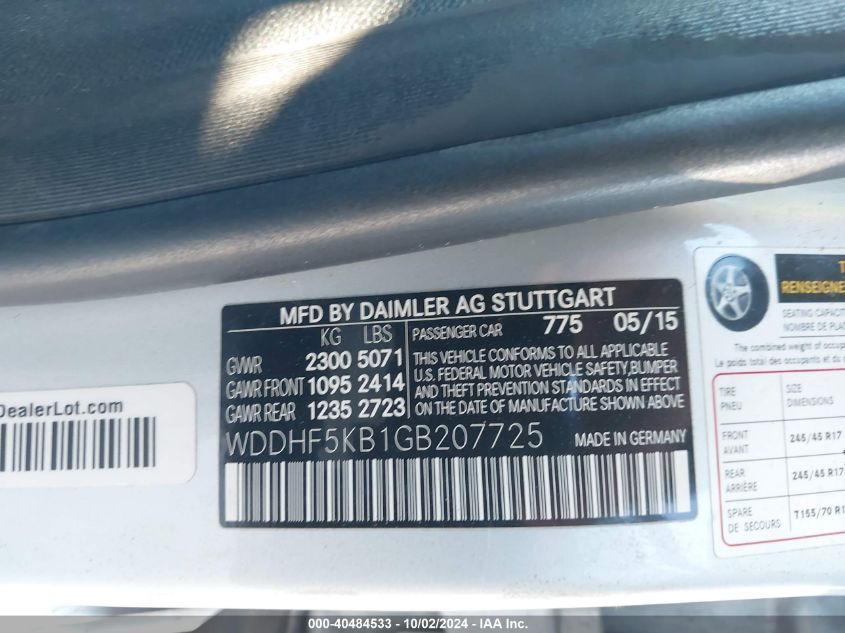 MFD BY DAIMLER AG STUTTGART
KG LBS
GVWR 2300 5071
GAWR FRONT 1095 2414
GAWR REAR 1235 2723
PASSENGER CAR 775 05/15
THIS VEHICLE CONFORMS TO ALL APPLICABLE
U.S. FEDERAL MOTOR VEHICLE SAFETY, BUMPER
AND THEFT PREVENTION STANDARDS IN EFFECT
ON THE DATE OF MANUFACTURE SHOWN ABOVE
WDDHF5KB1GB207725 MADE IN GERMANY
DealerLot.com
RENSEIGNE
SEATING CAPACIT
NOMBRE DE PLA
The combined weight of occup
Le poids total des occupants et du
TIRE
PNEU
SIZE
DIMENSIONS
FRONT
AVANT
245/45 R17
REAR
ARRIÈRE
245/45 R17
SPARE
DE SECOURS
T155/70 R1
000-40484533 - 10/02/2024 - IAA Inc.